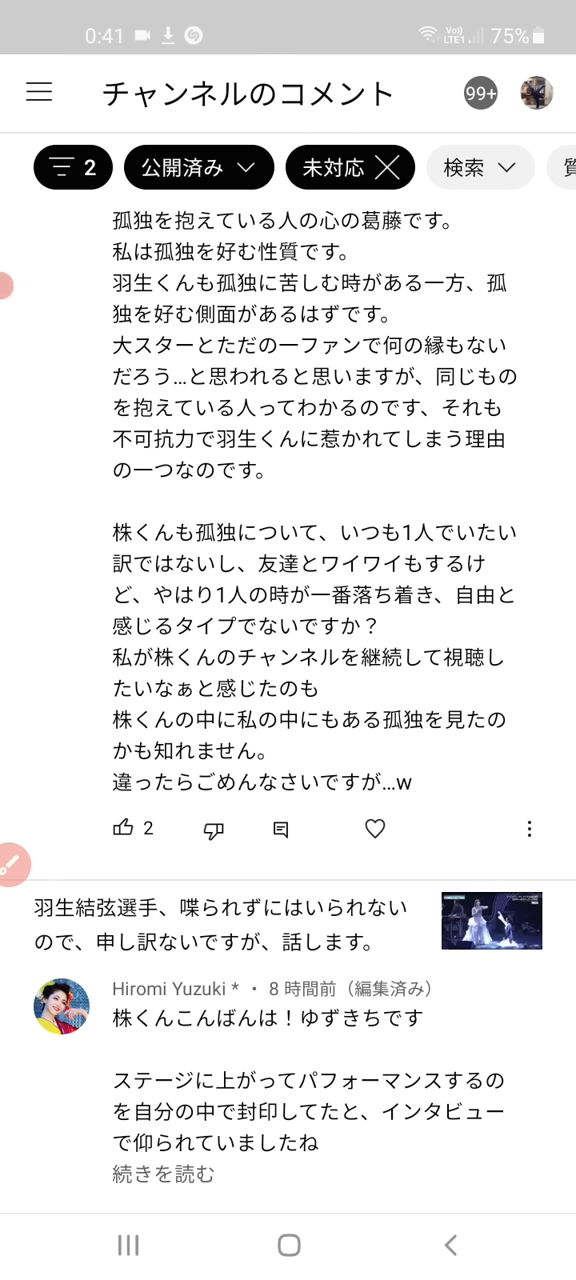 0:41
Vo)
LTE1
75%
チャンネルのコメント
99+
2
公開済み
未対応
検索
質
孤独を抱えている人の心の葛藤です。
私は孤独を好む性質です。
羽生くんも孤独に苦しむ時がある一方、孤
独を好む側面があるはずです。
大スターとただの一ファンで何の縁もない
だろう…と思われると思いますが、同じもの
を抱えている人ってわかるのです、それも
不可抗力で羽生くんに惹かれてしまう理由
の一つなのです。
株くんも孤独について、いつも1人でいたい
訳ではないし、友達とワイワイもするけ
ど、やはり1人の時が一番落ち着き、自由と
感じるタイプでないですか？
私が株くんのチャンネルを継続して視聴し
たいなぁと感じたのも
株くんの中に私の中にもある孤独を見たの
かも知れません。
違ったらごめんなさいですが…w
2
羽生結弦選手、喋られずにはいられない
ので、申し訳ないですが、話します。
Hiromi Yuzuki * ・ 8 時間前（編集済み）
株くんこんばんは！ゆずきちです
ステージに上がってパフォーマンスするの
を自分の中で封印してたと、インタビュー
で仰られていましたね
続きを読む